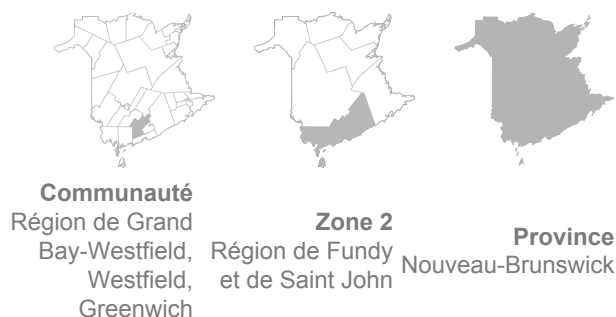 Communauté
Région de Grand
Bay-Westfield,
Westfield,
Greenwich
Zone 2
Région de Fundy
et de Saint John
Province
Nouveau-Brunswick